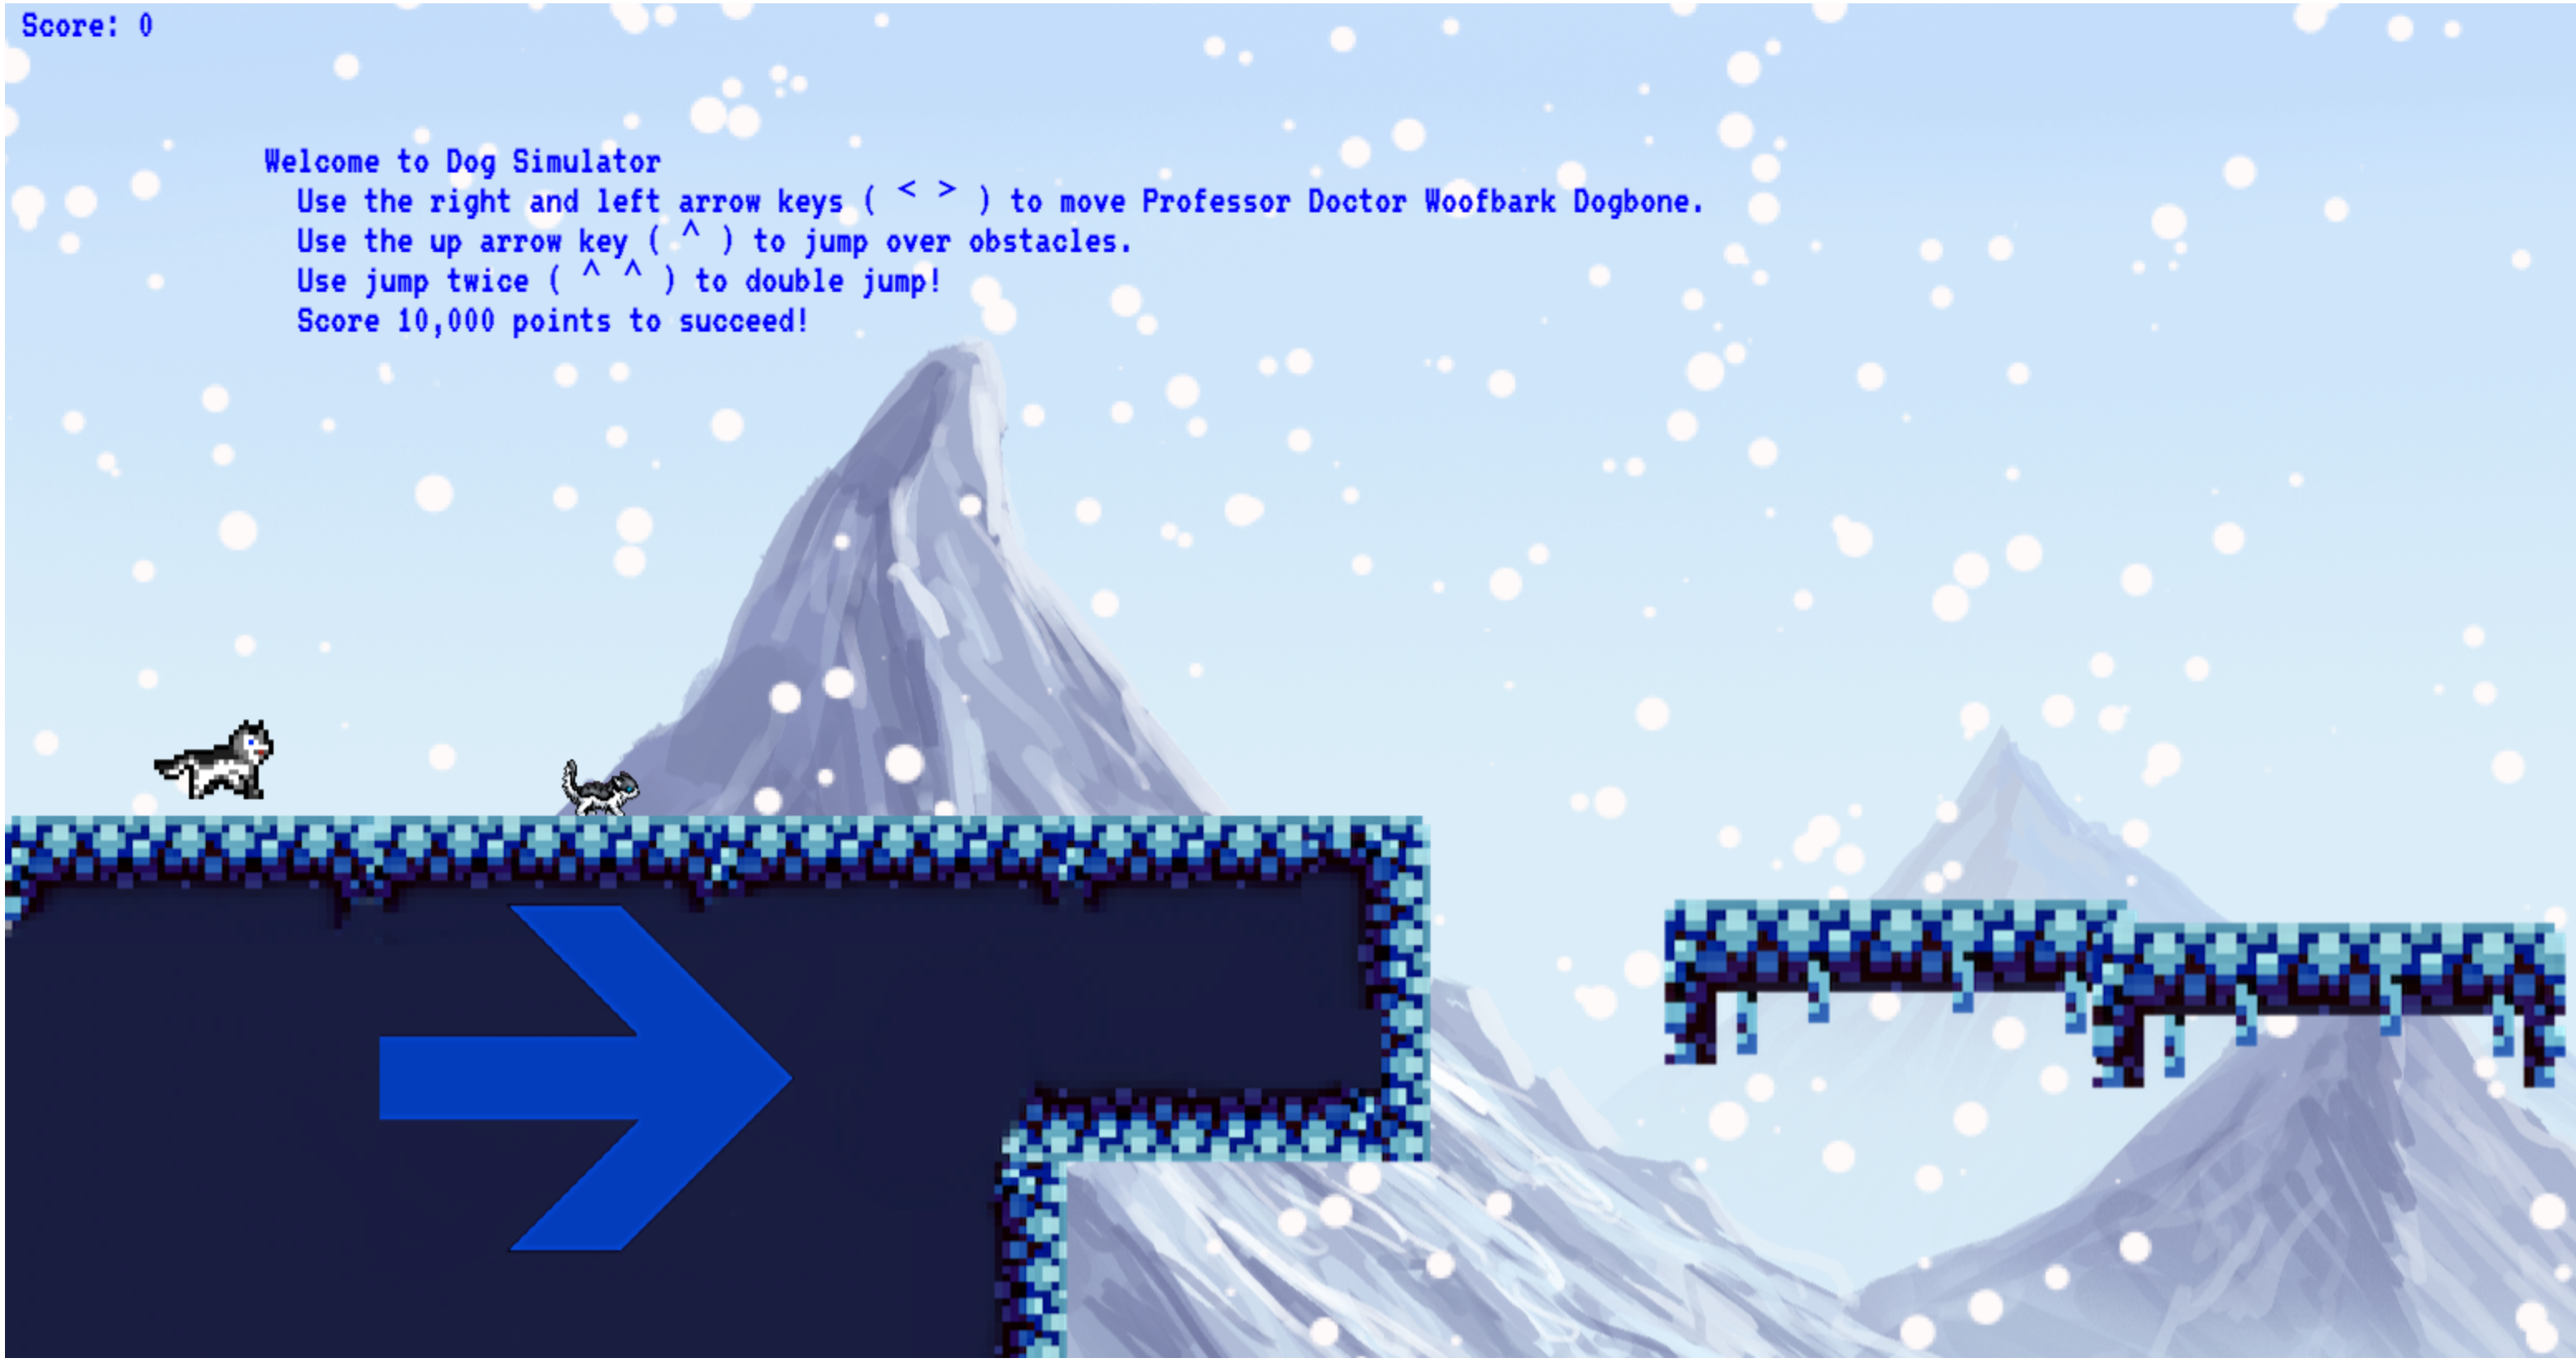 Score: 0
Welcome to Dog Simulator
Use the right and left arrow keys ( < > ) to move Professor Doctor Woofbark Dogbone.
Use the up arrow key ( ^ ) to jump over obstacles.
Use jump twice ( ^ ^ ) to double jump!
Score 10,000 points to succeed!